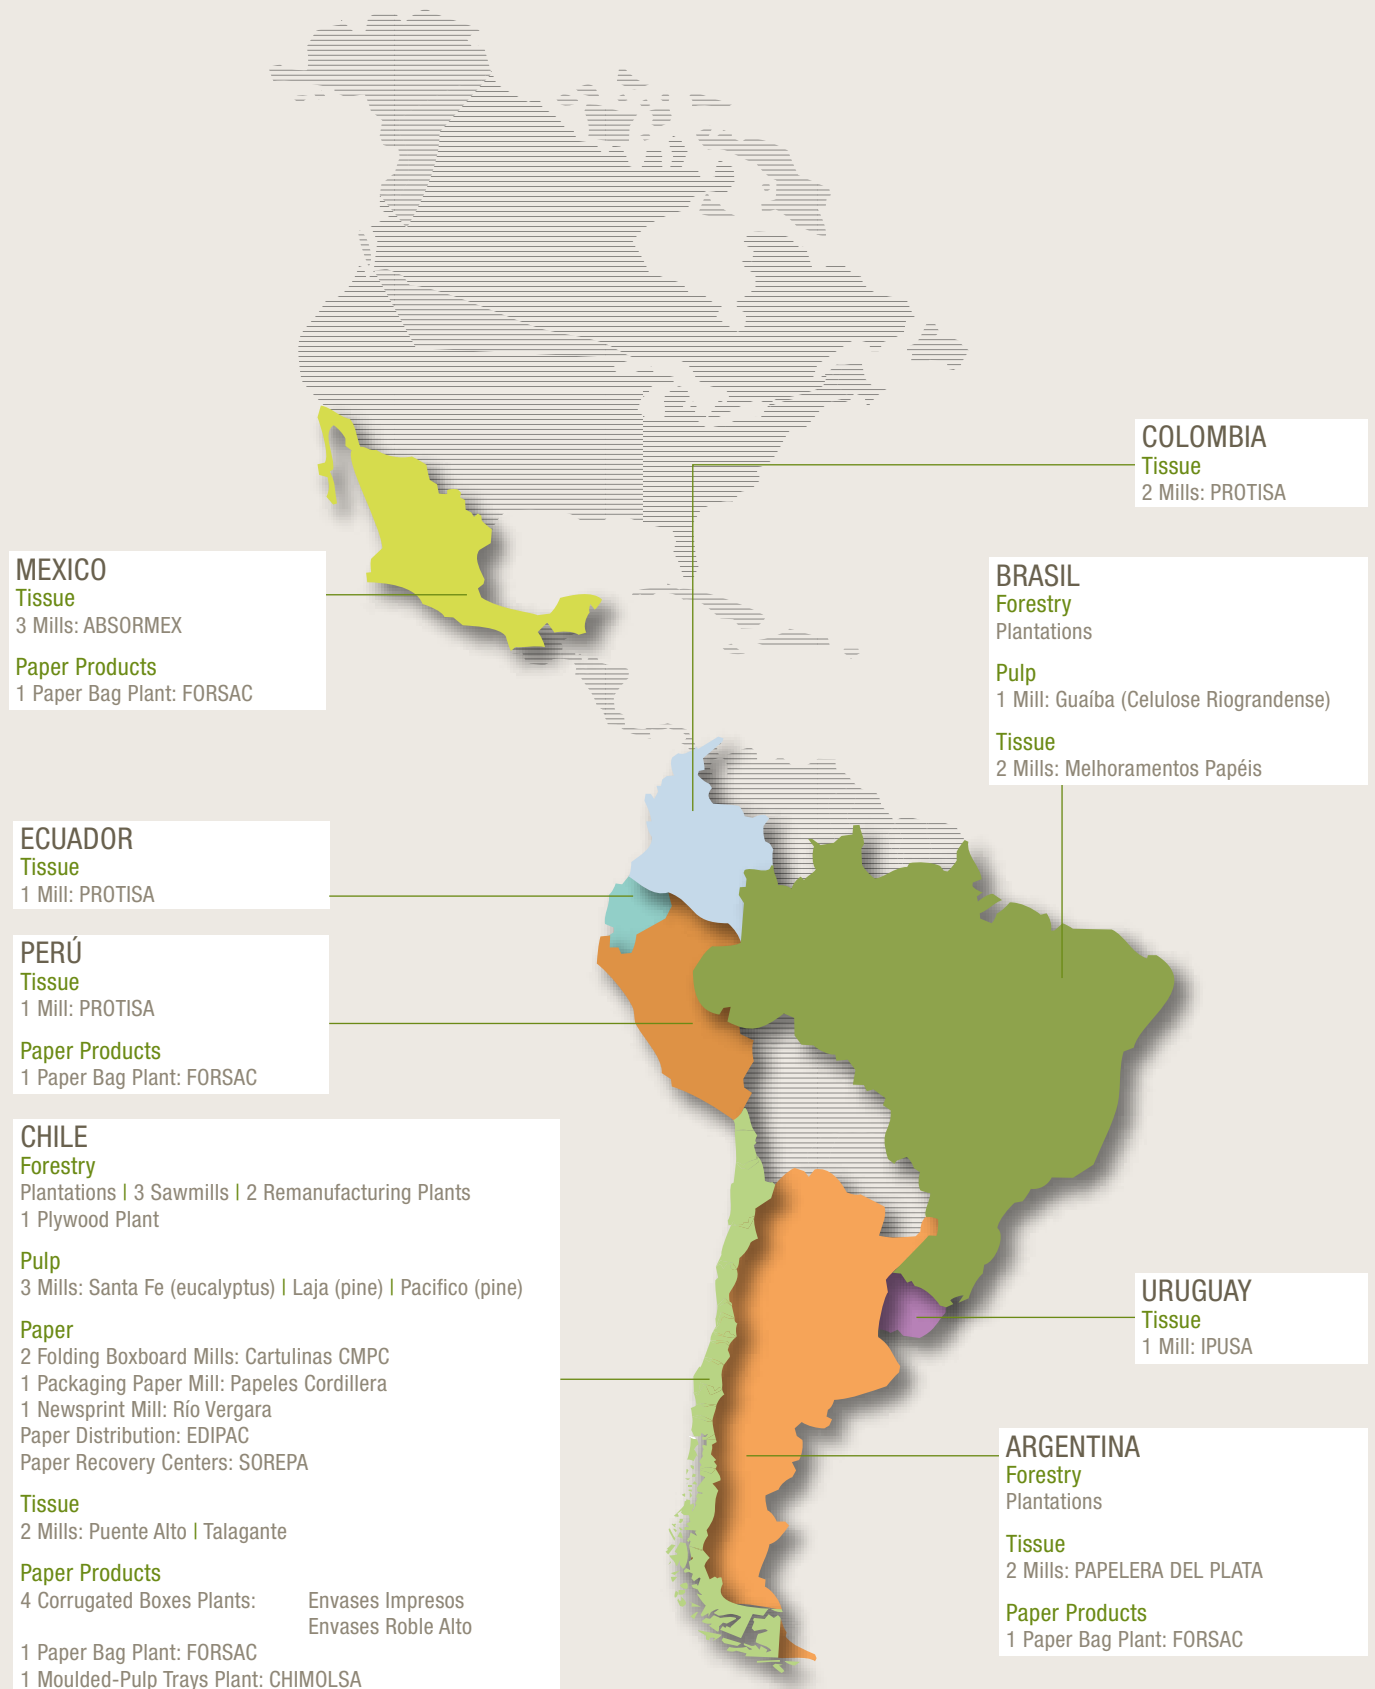 COLOMBIA
Tissue
2 Mills: PROTISA
MEXICO
Tissue
3 Mills: ABSORMEX
Paper Products
1 Paper Bag Plant: FORSAC
BRASIL
Forestry
Plantations
Pulp
1 Mill: Guaíba (Celulose Riograndense)
Tissue
2 Mills: Melhoramentos Papéis
ECUADOR
Tissue
1 Mill: PROTISA
PERÚ
Tissue
1 Mill: PROTISA
Paper Products
1 Paper Bag Plant: FORSAC
CHILE
Forestry
Plantations | 3 Sawmills | 2 Remanufacturing Plants
1 Plywood Plant
Pulp
3 Mills: Santa Fe (eucalyptus) | Laja (pine) | Pacifico (pine)
Paper
2 Folding Boxboard Mills: Cartulinas CMPC
1 Packaging Paper Mill: Papeles Cordillera
1 Newsprint Mill: Río Vergara
Paper Distribution: EDIPAC
Paper Recovery Centers: SOREPA
Tissue
2 Mills: Puente Alto | Talagante
Paper Products
4 Corrugated Boxes Plants: Envases Impresos
Envases Roble Alto
1 Paper Bag Plant: FORSAC
1 Moulded-Pulp Trays Plant: CHIMOLSA
URUGUAY
Tissue
1 Mill: IPUSA
ARGENTINA
Forestry
Plantations
Tissue
2 Mills: PAPELERA DEL PLATA
Paper Products
1 Paper Bag Plant: FORSAC